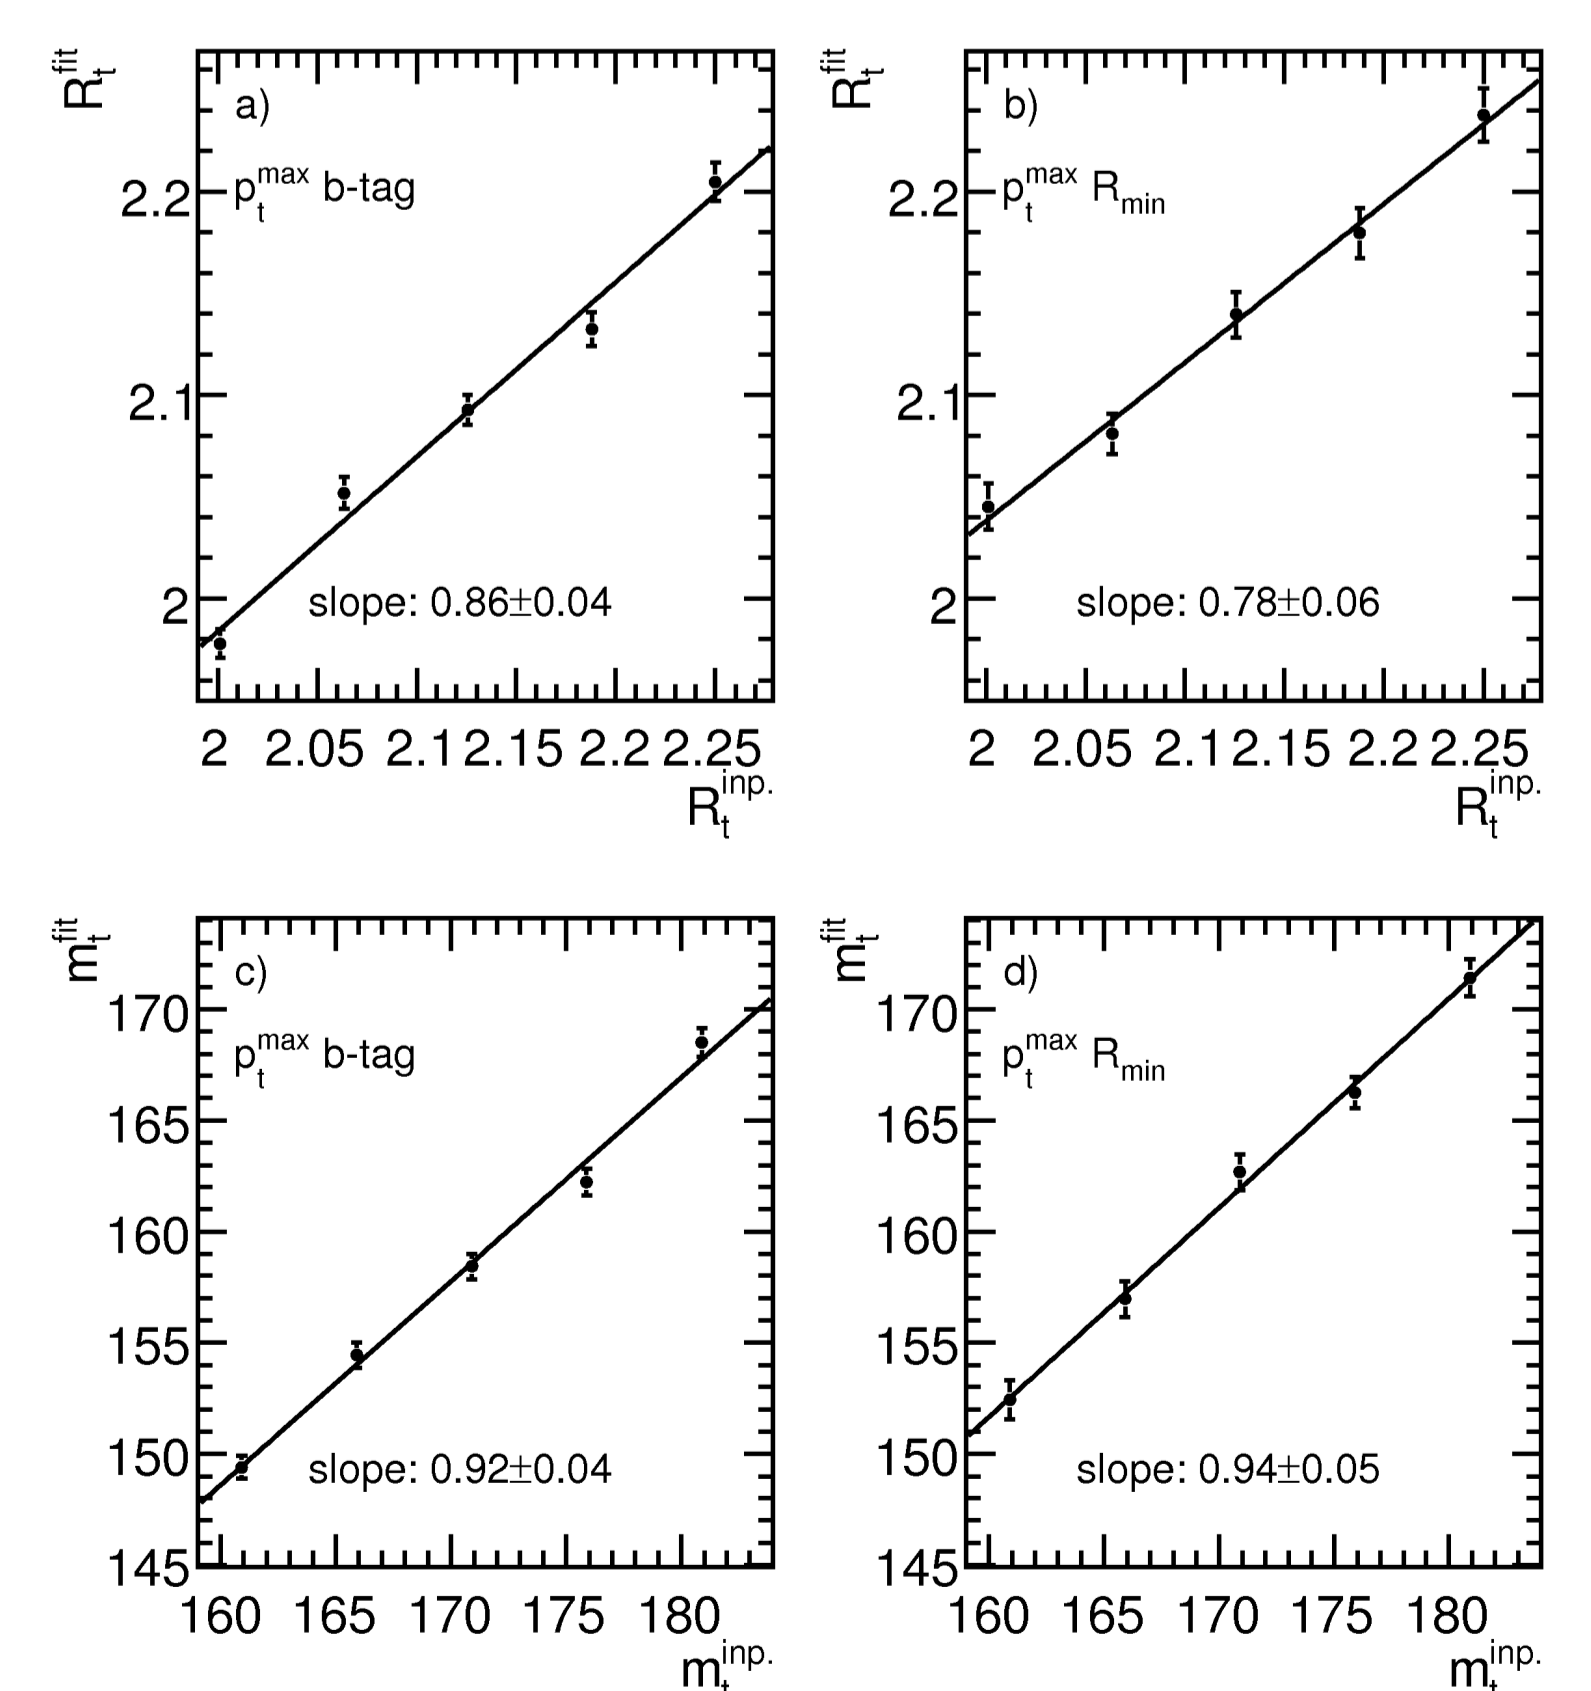 R_t^fit
a)
p_t^max b-tag
2.2
2.1
2
slope: 0.86±0.04
2 2.05 2.1 2.15 2.2 2.25
R_t^inp.
R_t^fit
b)
p_t^max R_min
2.2
2.1
2
slope: 0.78±0.06
2 2.05 2.1 2.15 2.2 2.25
R_t^inp.
m_t^fit
c)
170
p_t^max b-tag
165
160
155
150
slope: 0.92±0.04
145
160 165 170 175 180
m_t^inp.
m_t^fit
d)
170
p_t^max R_min
165
160
155
150
slope: 0.94±0.05
145
160 165 170 175 180
m_t^inp.